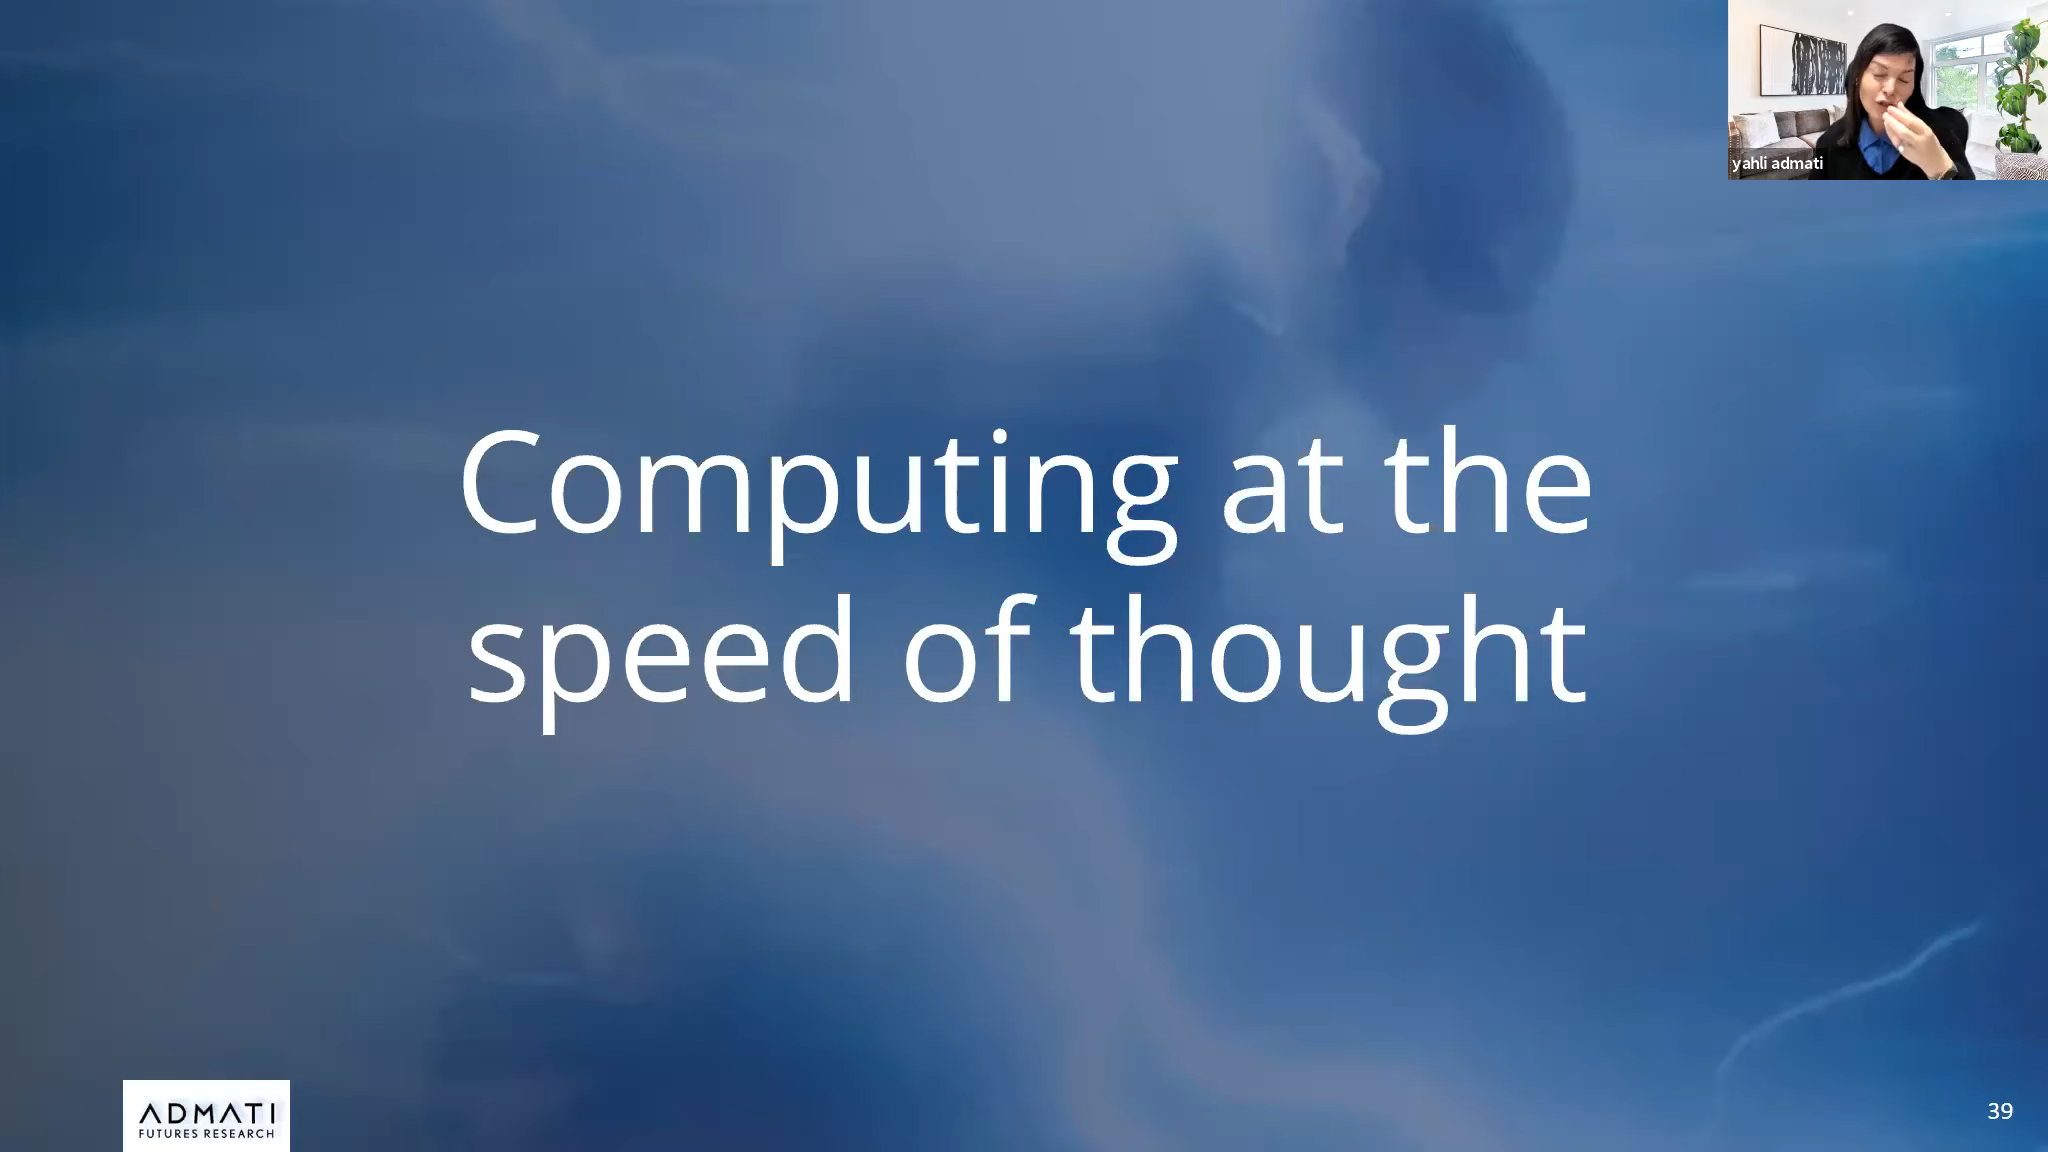 yahli admati
Computing at the
speed of thought
ADMATI
FUTURES RESEARCH
39